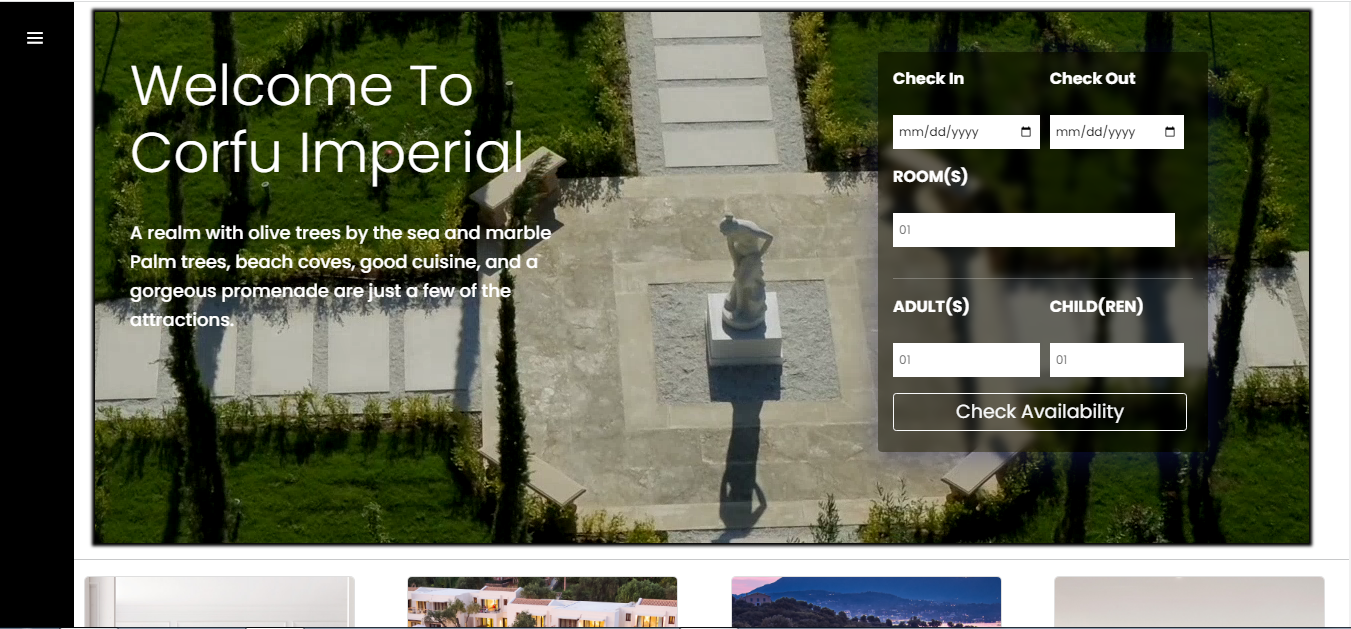 Welcome To
Corfu Imperial
A realm with olive trees by the sea and marble
Palm trees, beach coves, good cuisine, and a
gorgeous promenade are just a few of the
attractions.
Check In Check Out
mm/dd/yyyy mm/dd/yyyy
ROOM(S)
01
ADULT(S) CHILD(REN)
01 01
Check Availability